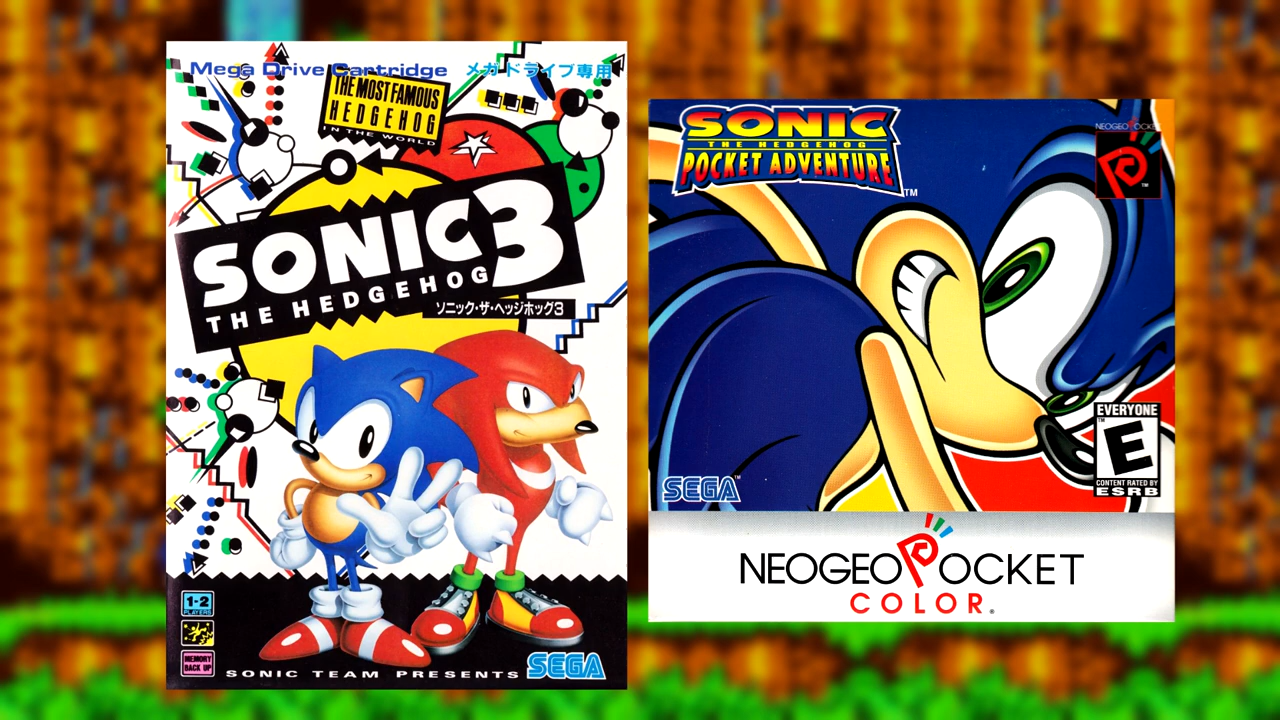 Mega Drive Cartridge メガドライブ専用
THE MOST FAMOUS
HEDGEHOG
IN THE WORLD
SONIC 3
THE HEDGEHOG
ソニック・ザ・ヘッジホッグ3
1-2
PLAYERS
MEMORY
BACK UP
SONIC TEAM PRESENTS SEGA
SONIC
THE HEDGEHOG
POCKET ADVENTURE™
NEOGEO POCKET
TM
SEGA™
EVERYONE
TM
E
CONTENT RATED BY
ESRB
NEOGEO POCKET
COLOR®